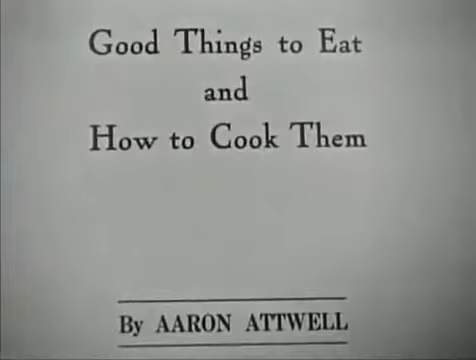 Good Things to Eat
and
How to Cook Them
By AARON ATTWELL